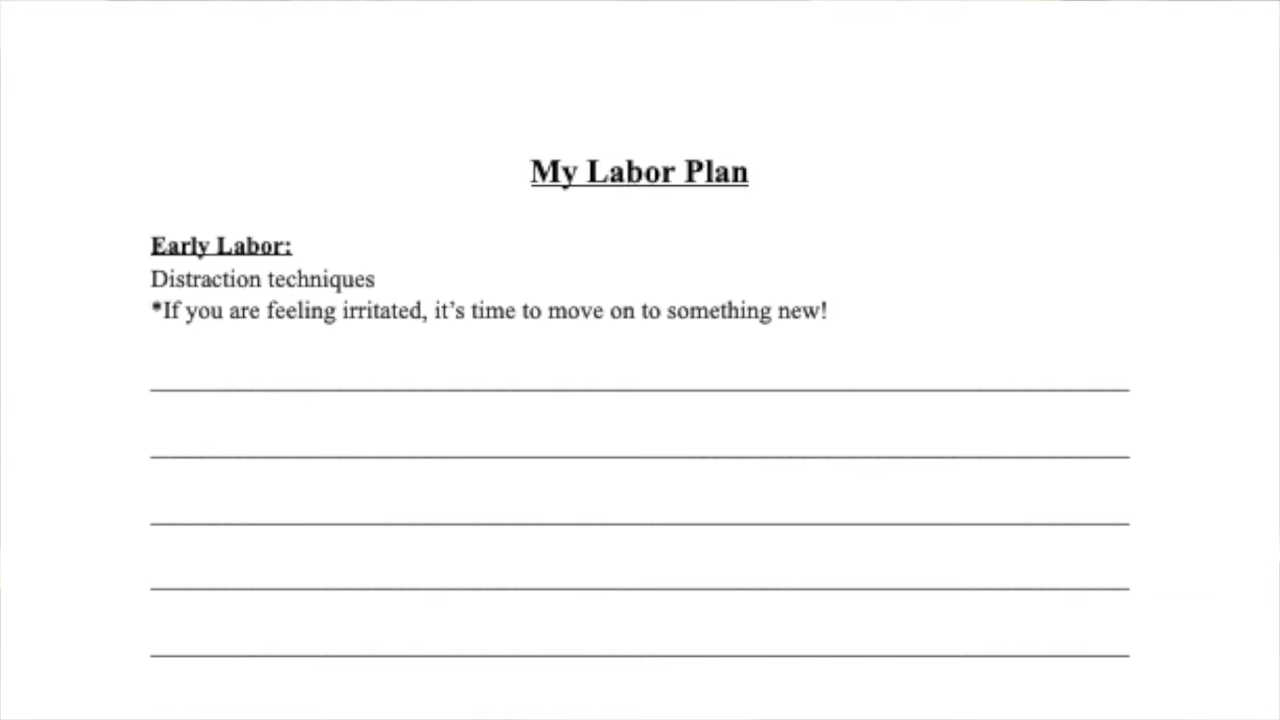 My Labor Plan
Early Labor:
Distraction techniques
*If you are feeling irritated, it’s time to move on to something new!